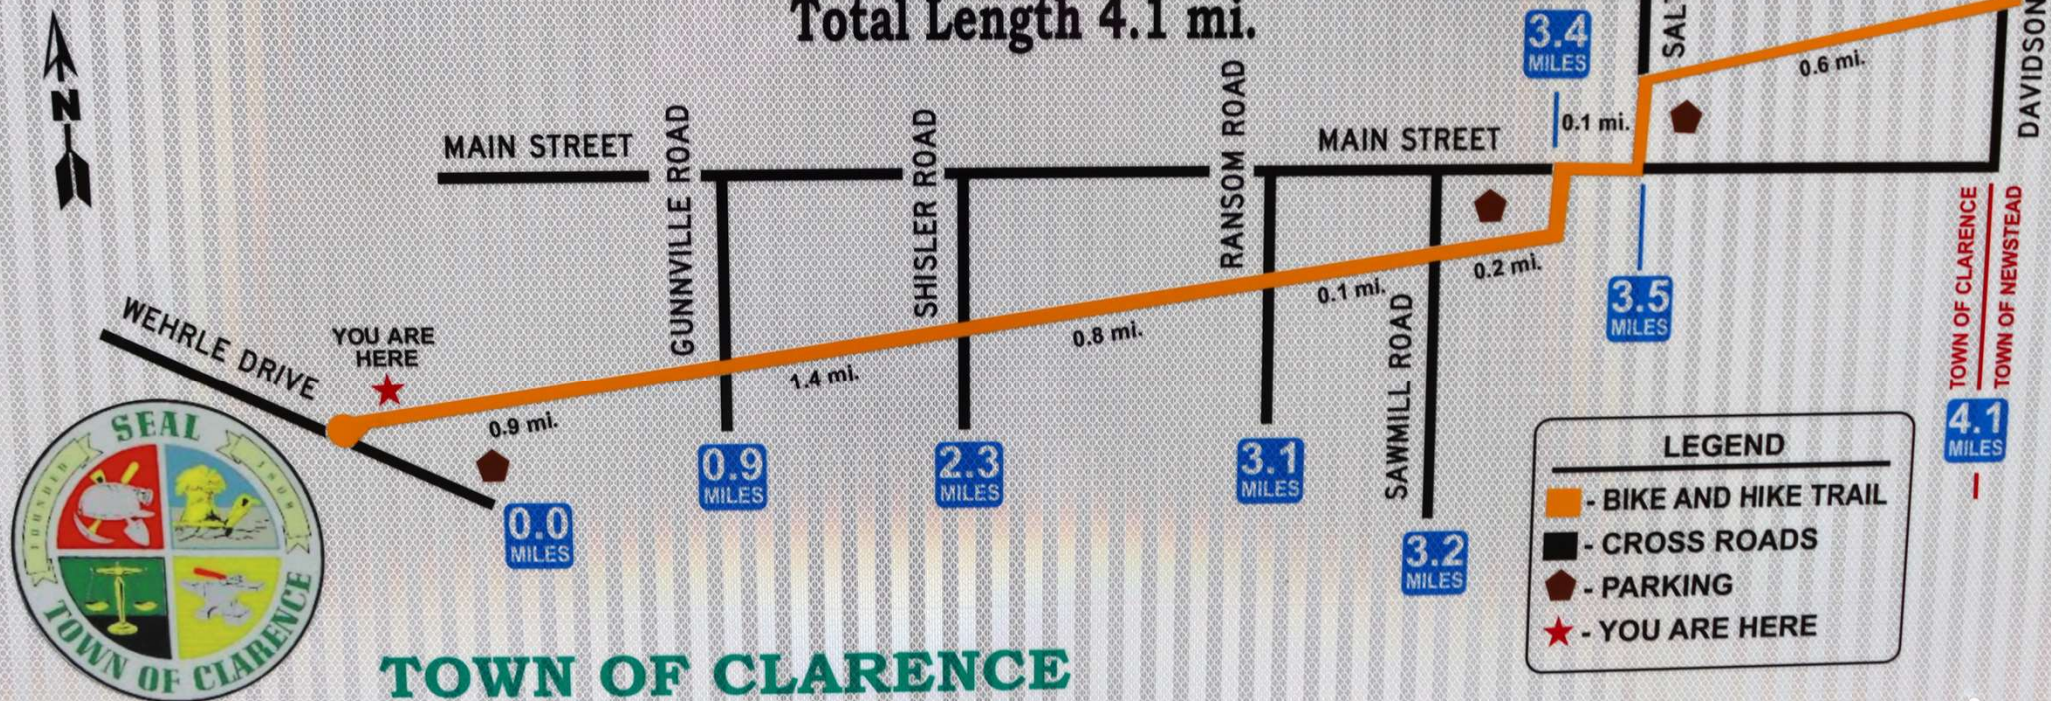 Total Length 4.1 mi.
3.4
MILES
0.6 mi.
DAVIDSON
N
MAIN STREET
GUNNVILLE ROAD
SHISLER ROAD
RANSOM ROAD
MAIN STREET
0.1 mi.
WEHRLE DRIVE
YOU ARE
HERE
0.9 mi.
1.4 mi.
0.8 mi.
0.1 mi.
SAWMILL ROAD
0.2 mi.
3.5
MILES
TOWN OF CLARENCE
TOWN OF NEWSTEAD
4.1
MILES
0.0
MILES
0.9
MILES
2.3
MILES
3.1
MILES
3.2
MILES
LEGEND
- BIKE AND HIKE TRAIL
- CROSS ROADS
- PARKING
- YOU ARE HERE
SEAL
FOUNDED 1808
TOWN OF CLARENCE
TOWN OF CLARENCE